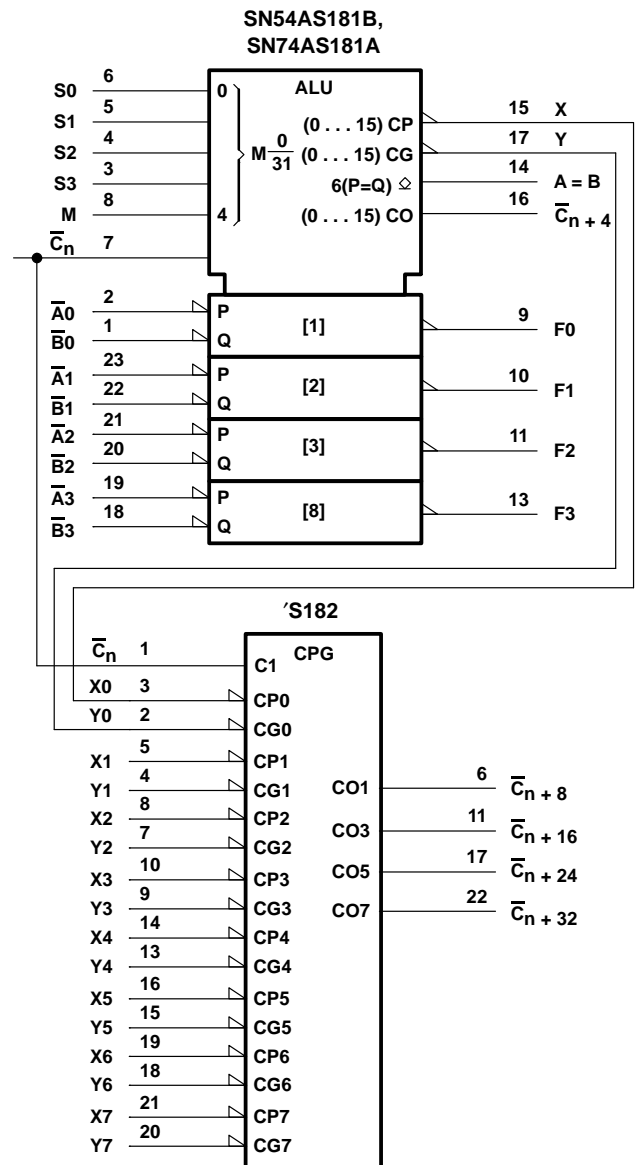 SN54AS181B,
SN74AS181A
ALU
S0 6 0
S1 5
S2 4
S3 3
M 8 4
C̅n 7
M 0/31
(0 . . . 15) CP 15 X
(0 . . . 15) CG 17 Y
6(P=Q) ◇ 14 A = B
(0 . . . 15) CO 16 C̅n + 4
A̅0 2 P
B̅0 1 Q
[1] 9 F0
A̅1 23 P
B̅1 22 Q
[2] 10 F1
A̅2 21 P
B̅2 20 Q
[3] 11 F2
A̅3 19 P
B̅3 18 Q
[8] 13 F3
′S182
CPG
C̅n 1 C1
X0 3 CP0
Y0 2 CG0
X1 5 CP1
Y1 4 CG1
X2 8 CP2
Y2 7 CG2
X3 10 CP3
Y3 9 CG3
X4 14 CP4
Y4 13 CG4
X5 16 CP5
Y5 15 CG5
X6 19 CP6
Y6 18 CG6
X7 21 CP7
Y7 20 CG7
CO1 6 C̅n + 8
CO3 11 C̅n + 16
CO5 17 C̅n + 24
CO7 22 C̅n + 32